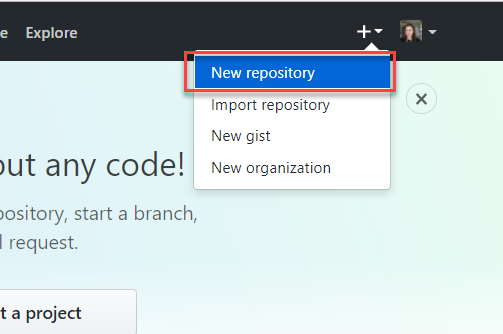 e Explore
New repository
Import repository
New gist
New organization
out any code!
pository, start a branch,
l request.
t a project